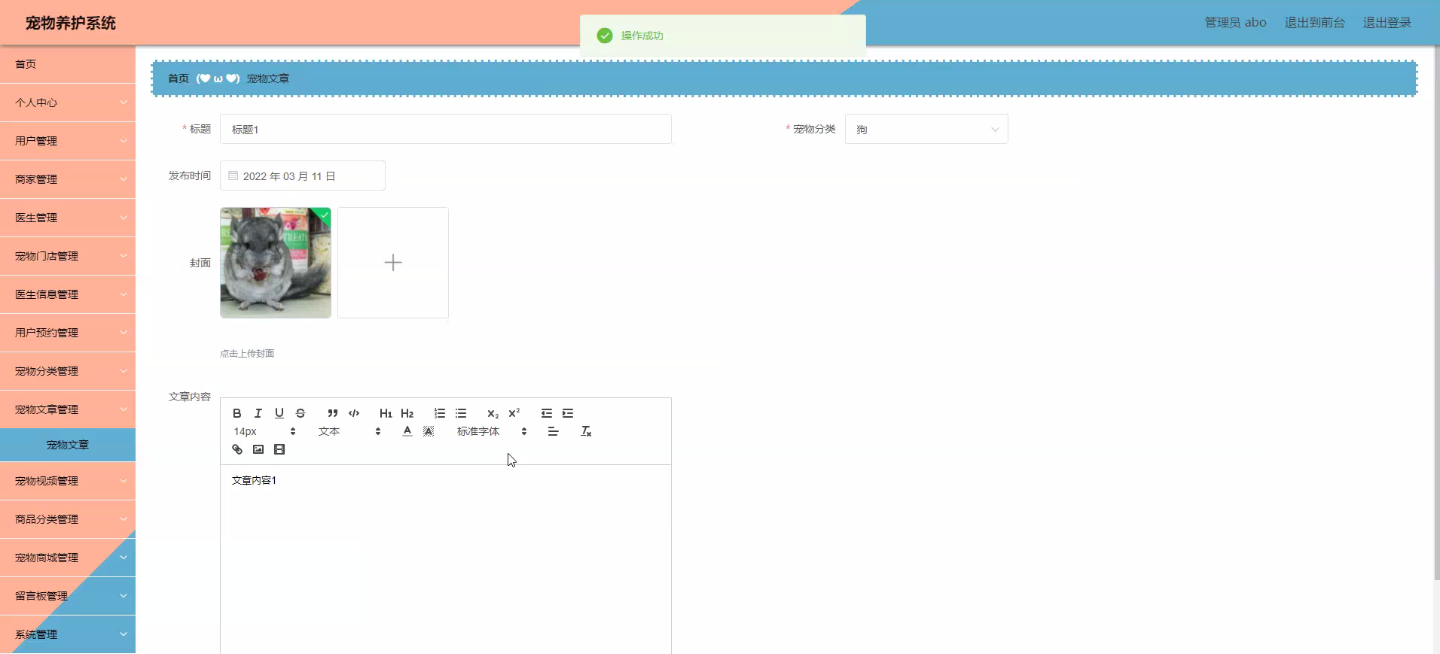 宠物养护系统
操作成功
管理员 abo 退出到前台 退出登录
首页
个人中心
用户管理
商家管理
医生管理
宠物门店管理
医生信息管理
用户预约管理
宠物分类管理
宠物文章管理
宠物文章
宠物视频管理
商品分类管理
宠物商城管理
留言板管理
系统管理
首页 (♥ω♥) 宠物文章
* 标题 标题1
* 宠物分类 狗
发布时间 2022 年 03 月 11 日
封面
点击上传封面
文章内容
14px 文本 标准字体
文章内容1